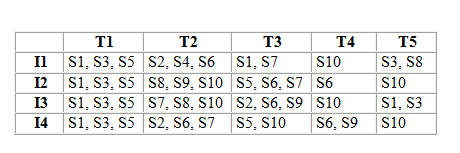 T1 T2 T3 T4 T5
I1 S1, S3, S5 S2, S4, S6 S1, S7 S10 S3, S8
I2 S1, S3, S5 S8, S9, S10 S5, S6, S7 S6 S10
I3 S1, S3, S5 S7, S8, S10 S2, S6, S9 S10 S1, S3
I4 S1, S3, S5 S2, S6, S7 S5, S10 S6, S9 S10